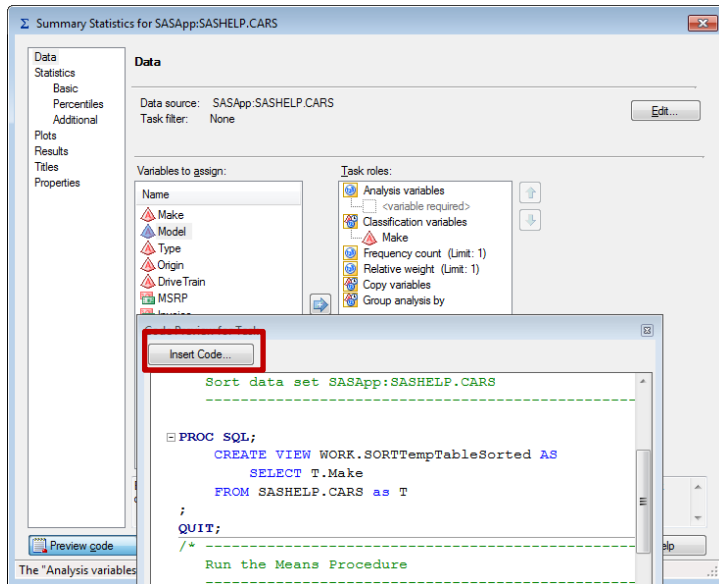 Σ Summary Statistics for SASApp:SASHELP.CARS
Data
Statistics
Basic
Percentiles
Additional
Plots
Results
Titles
Properties
Data
Data source: SASApp:SASHELP.CARS
Task filter: None
Edit...
Variables to assign:
Name
Make
Model
Type
Origin
DriveTrain
MSRP
Task roles:
Analysis variables
<variable required>
Classification variables
Make
Frequency count (Limit: 1)
Relative weight (Limit: 1)
Copy variables
Group analysis by
Code Preview for Task
Insert Code...
Sort data set SASApp:SASHELP.CARS
------------------------------------------------
PROC SQL;
CREATE VIEW WORK.SORTTempTableSorted AS
SELECT T.Make
FROM SASHELP.CARS as T
;
QUIT;
/* ------------------------------------------------
Run the Means Procedure
------------------------------------------------
Preview code
The "Analysis variables